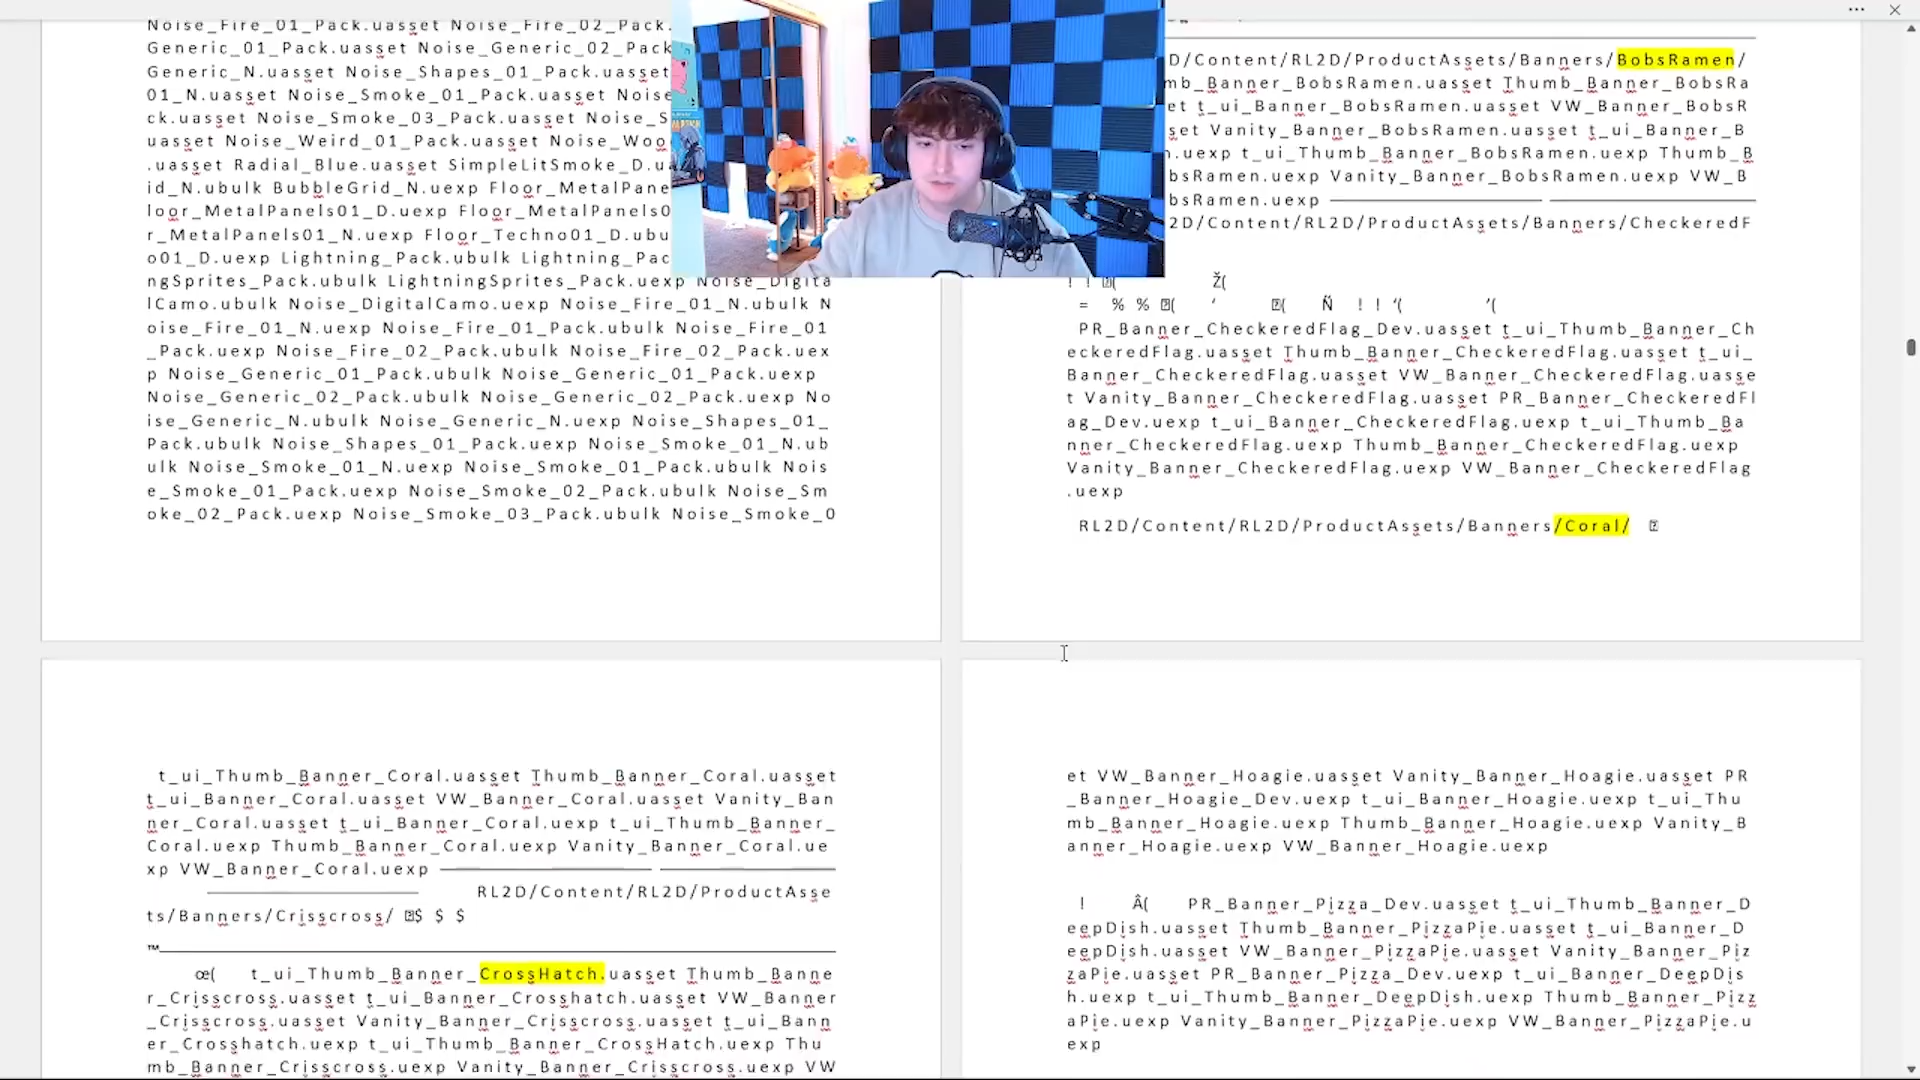 Noise_Fire_01_Pack.uasset Noise_Fire_02_Pack.
Generic_01_Pack.uasset Noise_Generic_02_Pack
Generic_N.uasset Noise_Shapes_01_Pack.uasset
01_N.uasset Noise_Smoke_01_Pack.uasset Noise
ck.uasset Noise_Smoke_03_Pack.uasset Noise_S
uasset Noise_Weird_01_Pack.uasset Noise_Woo
.uasset Radial_Blue.uasset SimpleLitSmoke_D.ua
id_N.ubulk BubbleGrid_N.uexp Floor_MetalPane
loor_MetalPanels01_D.uexp Floor_MetalPanels0
r_MetalPanels01_N.uexp Floor_Techno01_D.ubu
o01_D.uexp Lightning_Pack.ubulk Lightning_Pac
ngSprites_Pack.ubulk LightningSprites_Pack.uexp Noise_Digita
lCamo.ubulk Noise_DigitalCamo.uexp Noise_Fire_01_N.ubulk N
oise_Fire_01_N.uexp Noise_Fire_01_Pack.ubulk Noise_Fire_01
_Pack.uexp Noise_Fire_02_Pack.ubulk Noise_Fire_02_Pack.uex
p Noise_Generic_01_Pack.ubulk Noise_Generic_01_Pack.uexp
Noise_Generic_02_Pack.ubulk Noise_Generic_02_Pack.uexp No
ise_Generic_N.ubulk Noise_Generic_N.uexp Noise_Shapes_01_
Pack.ubulk Noise_Shapes_01_Pack.uexp Noise_Smoke_01_N.ub
ulk Noise_Smoke_01_N.uexp Noise_Smoke_01_Pack.ubulk Nois
e_Smoke_01_Pack.uexp Noise_Smoke_02_Pack.ubulk Noise_Sm
oke_02_Pack.uexp Noise_Smoke_03_Pack.ubulk Noise_Smoke_0
D/Content/RL2D/ProductAssets/Banners/BobsRamen/
mb_Banner_BobsRamen.uasset Thumb_Banner_BobsRa
et t_ui_Banner_BobsRamen.uasset VW_Banner_BobsR
set Vanity_Banner_BobsRamen.uasset t_ui_Banner_B
n.uexp t_ui_Thumb_Banner_BobsRamen.uexp Thumb_B
bsRamen.uexp Vanity_Banner_BobsRamen.uexp VW_B
bsRamen.uexp
2D/Content/RL2D/ProductAssets/Banners/CheckeredF
! ! ( Ž(
= % % ( ‘ ( Ñ ! ! ‘( ’(
PR_Banner_CheckeredFlag_Dev.uasset t_ui_Thumb_Banner_Ch
eckeredFlag.uasset Thumb_Banner_CheckeredFlag.uasset t_ui_
Banner_CheckeredFlag.uasset VW_Banner_CheckeredFlag.uasse
t Vanity_Banner_CheckeredFlag.uasset PR_Banner_CheckeredFl
ag_Dev.uexp t_ui_Banner_CheckeredFlag.uexp t_ui_Thumb_Ba
nner_CheckeredFlag.uexp Thumb_Banner_CheckeredFlag.uexp
Vanity_Banner_CheckeredFlag.uexp VW_Banner_CheckeredFlag
.uexp
RL2D/Content/RL2D/ProductAssets/Banners/Coral/
t_ui_Thumb_Banner_Coral.uasset Thumb_Banner_Coral.uasset
t_ui_Banner_Coral.uasset VW_Banner_Coral.uasset Vanity_Ban
ner_Coral.uasset t_ui_Banner_Coral.uexp t_ui_Thumb_Banner_
Coral.uexp Thumb_Banner_Coral.uexp Vanity_Banner_Coral.ue
xp VW_Banner_Coral.uexp
RL2D/Content/RL2D/ProductAsse
ts/Banners/Crisscross/ $ $ $
™
œ( t_ui_Thumb_Banner_CrossHatch.uasset Thumb_Banne
r_Crisscross.uasset t_ui_Banner_Crosshatch.uasset VW_Banner
_Crisscross.uasset Vanity_Banner_Crisscross.uasset t_ui_Bann
er_Crosshatch.uexp t_ui_Thumb_Banner_CrossHatch.uexp Thu
mb_Banner_Crisscross.uexp Vanity_Banner_Crisscross.uexp VW
et VW_Banner_Hoagie.uasset Vanity_Banner_Hoagie.uasset PR
_Banner_Hoagie_Dev.uexp t_ui_Banner_Hoagie.uexp t_ui_Thu
mb_Banner_Hoagie.uexp Thumb_Banner_Hoagie.uexp Vanity_B
anner_Hoagie.uexp VW_Banner_Hoagie.uexp
! Â( PR_Banner_Pizza_Dev.uasset t_ui_Thumb_Banner_D
eepDish.uasset Thumb_Banner_PizzaPie.uasset t_ui_Banner_D
eepDish.uasset VW_Banner_PizzaPie.uasset Vanity_Banner_Piz
zaPie.uasset PR_Banner_Pizza_Dev.uexp t_ui_Banner_DeepDis
h.uexp t_ui_Thumb_Banner_DeepDish.uexp Thumb_Banner_Pizz
aPie.uexp Vanity_Banner_PizzaPie.uexp VW_Banner_PizzaPie.u
exp